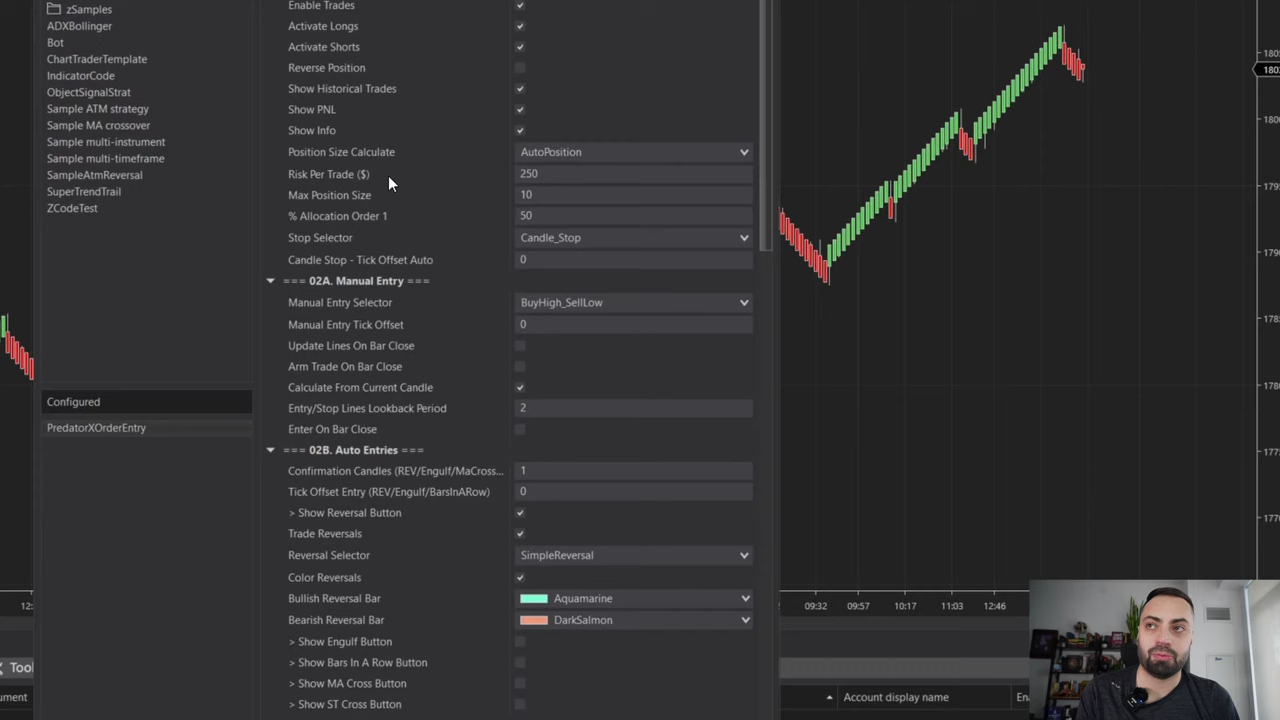 zSamples
ADXBollinger
Bot
ChartTraderTemplate
IndicatorCode
ObjectSignalStrat
Sample ATM strategy
Sample MA crossover
Sample multi-instrument
Sample multi-timeframe
SampleAtmReversal
SuperTrendTrail
ZCodeTest
Configured
PredatorXOrderEntry
Enable Trades
Activate Longs
Activate Shorts
Reverse Position
Show Historical Trades
Show PNL
Show Info
Position Size Calculate AutoPosition
Risk Per Trade ($) 250
Max Position Size 10
% Allocation Order 1 50
Stop Selector Candle_Stop
Candle Stop - Tick Offset Auto 0
=== 02A. Manual Entry ===
Manual Entry Selector BuyHigh_SellLow
Manual Entry Tick Offset 0
Update Lines On Bar Close
Arm Trade On Bar Close
Calculate From Current Candle
Entry/Stop Lines Lookback Period 2
Enter On Bar Close
=== 02B. Auto Entries ===
Confirmation Candles (REV/Engulf/MaCross... 1
Tick Offset Entry (REV/Engulf/BarsInARow) 0
> Show Reversal Button
Trade Reversals
Reversal Selector SimpleReversal
Color Reversals
Bullish Reversal Bar Aquamarine
Bearish Reversal Bar DarkSalmon
> Show Engulf Button
> Show Bars In A Row Button
> Show MA Cross Button
> Show ST Cross Button
09:32 09:57 10:17 11:03 12:46
Account display name